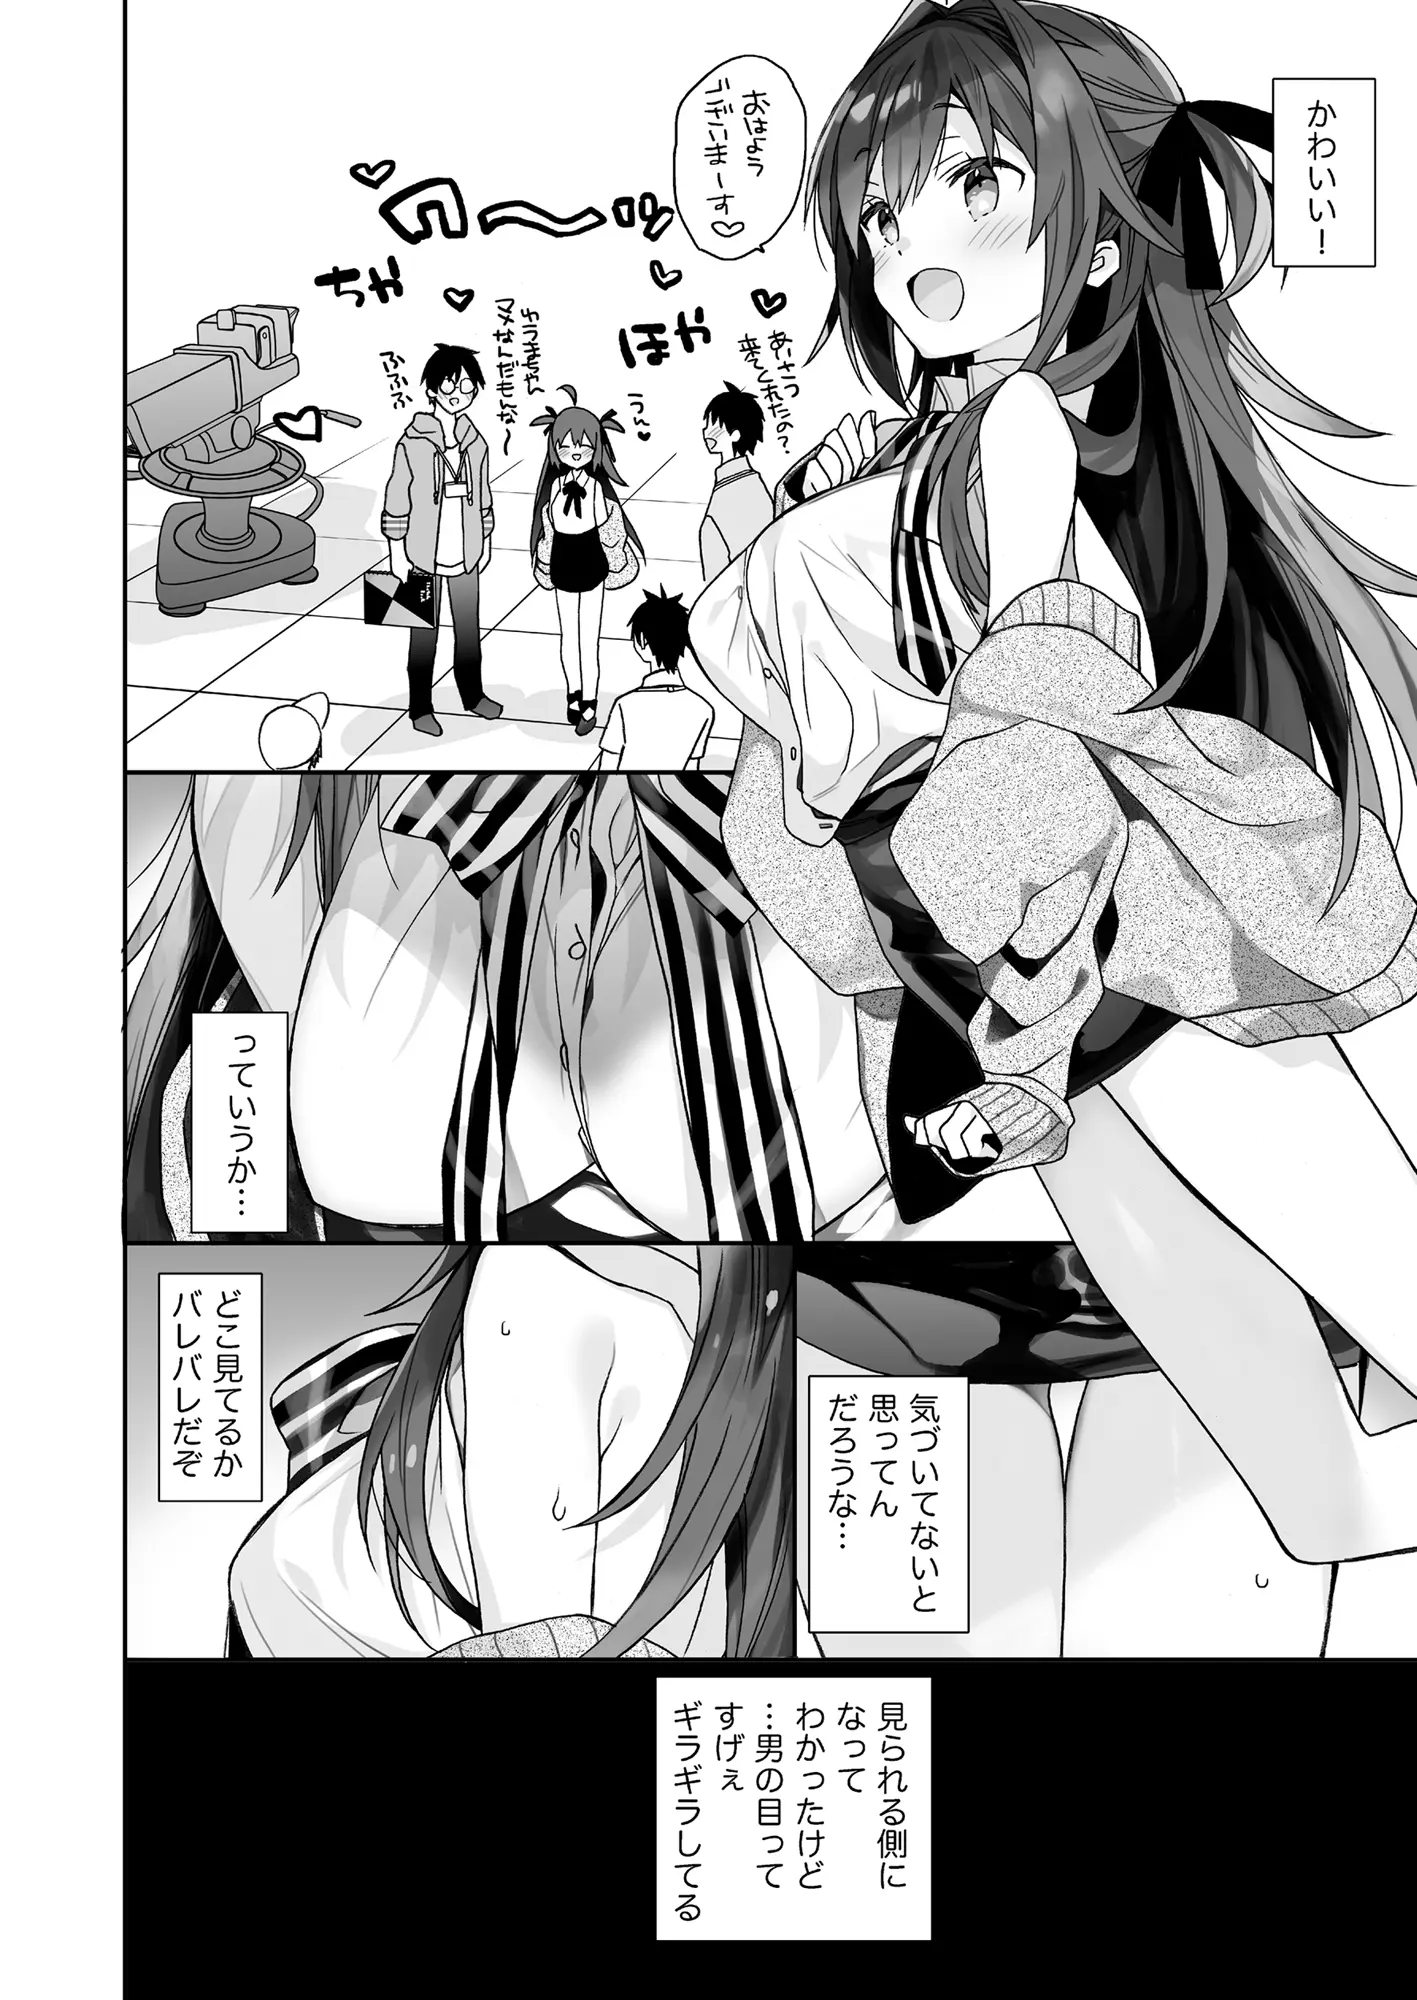 かわいい！
おはよう
ございまーす♡
あいさつ
来てくれたの？
うん♡
ゆうまちゃん
マメなんだもんな〜
ふふふ
ちや
ほや
っていうか…
気づいてないと
思ってん
だろうな…
どこ見てるか
バレバレだぞ
見られる側に
なって
わかったけど
…男の目って
すげぇ
ギラギラしてる